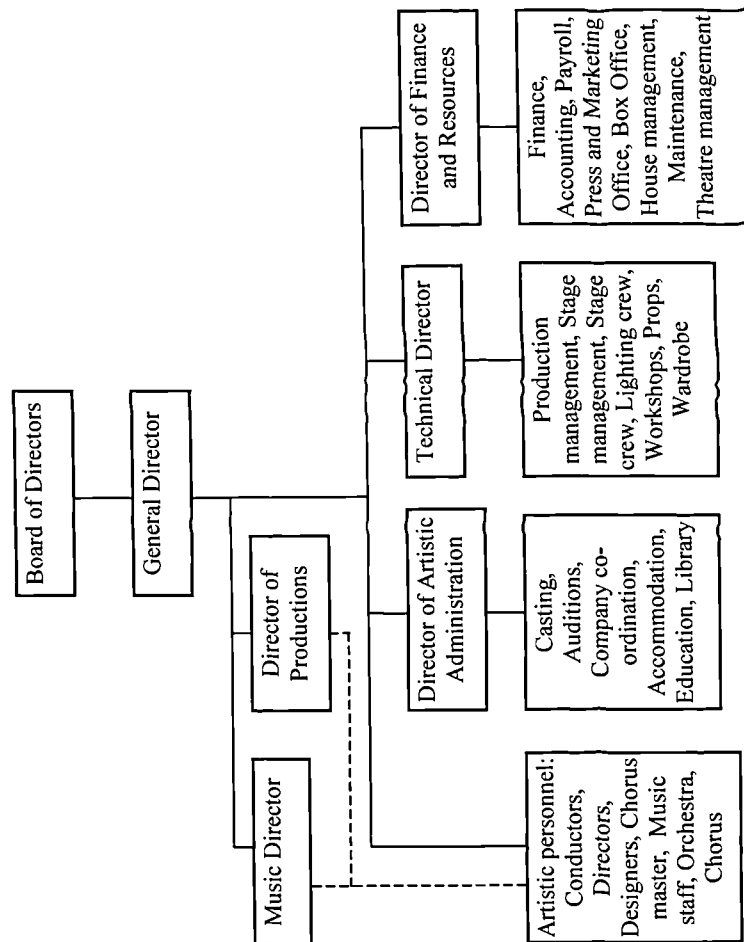 Board of Directors
General Director
Music Director
Director of
Productions
Director of Artistic
Administration
Technical Director
Director of Finance
and Resources
Artistic personnel:
Conductors,
Directors,
Designers, Chorus
master, Music
staff, Orchestra,
Chorus
Casting,
Auditions,
Company co-
ordination,
Accommodation,
Education, Library
Production
management, Stage
management, Stage
crew, Lighting crew,
Workshops, Props,
Wardrobe
Finance,
Accounting, Payroll,
Press and Marketing
Office, Box Office,
House management,
Maintenance,
Theatre management